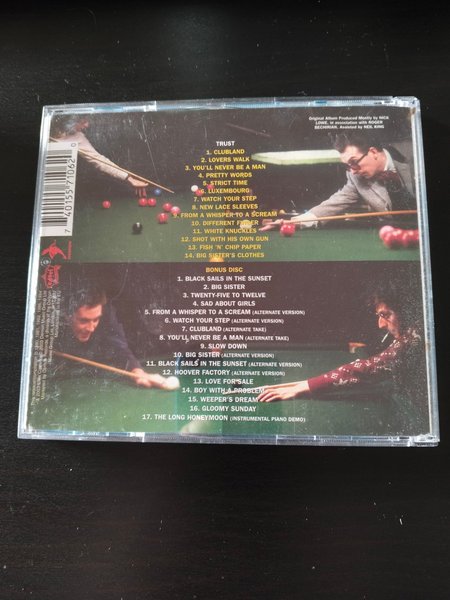 Original Album Produced Mostly by NICK
LOWE, in association with ROGER
BECHIRIAN. Assisted by NEIL KING
TRUST
1. CLUBLAND
2. LOVERS WALK
3. YOU'LL NEVER BE A MAN
4. PRETTY WORDS
5. STRICT TIME
6. LUXEMBOURG
7. WATCH YOUR STEP
8. NEW LACE SLEEVES
9. FROM A WHISPER TO A SCREAM
10. DIFFERENT FINGER
11. WHITE KNUCKLES
12. SHOT WITH HIS OWN GUN
13. FISH 'N' CHIP PAPER
14. BIG SISTER'S CLOTHES
BONUS DISC
1. BLACK SAILS IN THE SUNSET
2. BIG SISTER
3. TWENTY-FIVE TO TWELVE
4. SAD ABOUT GIRLS
5. FROM A WHISPER TO A SCREAM (ALTERNATE VERSION)
6. WATCH YOUR STEP (ALTERNATE VERSION)
7. CLUBLAND (ALTERNATE TAKE)
8. YOU'LL NEVER BE A MAN (ALTERNATE TAKE)
9. SLOW DOWN
10. BIG SISTER (ALTERNATE VERSION)
11. BLACK SAILS IN THE SUNSET (ALTERNATE VERSION)
12. HOOVER FACTORY (ALTERNATE VERSION)
13. LOVE FOR SALE
14. BOY WITH A PROBLEM
15. WEEPER'S DREAM
16. GLOOMY SUNDAY
17. THE LONG HONEYMOON (INSTRUMENTAL PIANO DEMO)
7 40155 71062 0